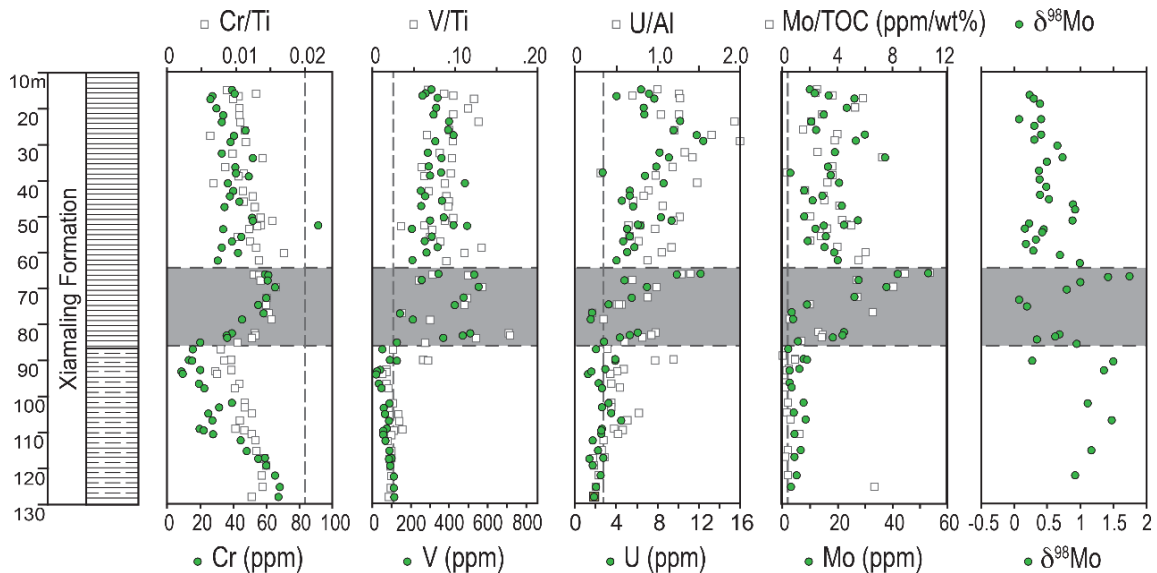 Cr/Ti V/Ti U/Al Mo/TOC (ppm/wt%) δ⁹⁸Mo
0 0.01 0.02 0 .10 .20 0 1.0 2.0 0 4 8 12
10m
20
30
40
50
60
70
80
90
100
110
120
130
Xiamaling Formation
0 20 40 60 80 100 0 200 400 600 800 0 4 8 12 16 0 20 40 60 -0.5 0 0.5 1 1.5 2
Cr (ppm) V (ppm) U (ppm) Mo (ppm) δ⁹⁸Mo